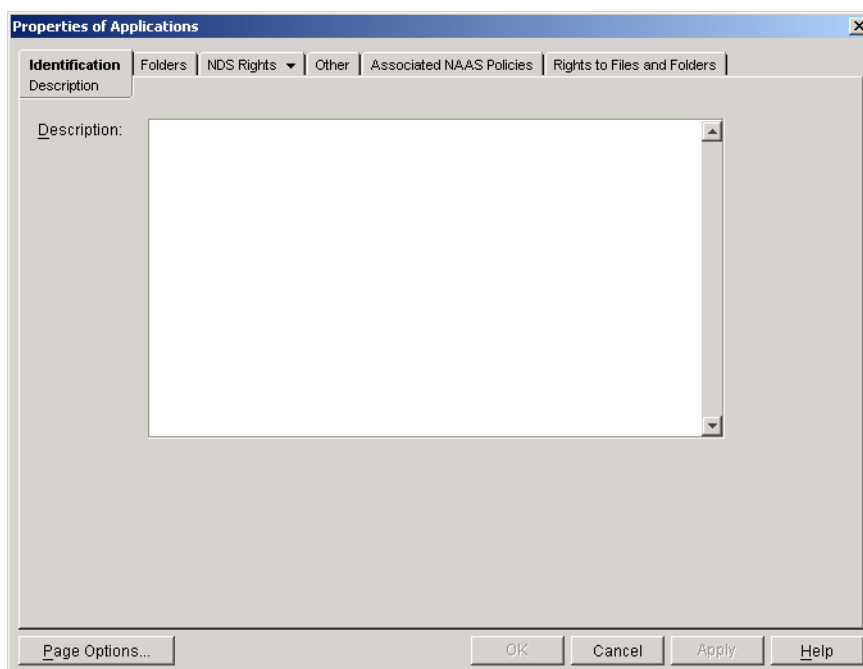 Properties of Applications
Identification Folders NDS Rights Other Associated NAAS Policies Rights to Files and Folders
Description
Description:
Page Options... OK Cancel Apply Help